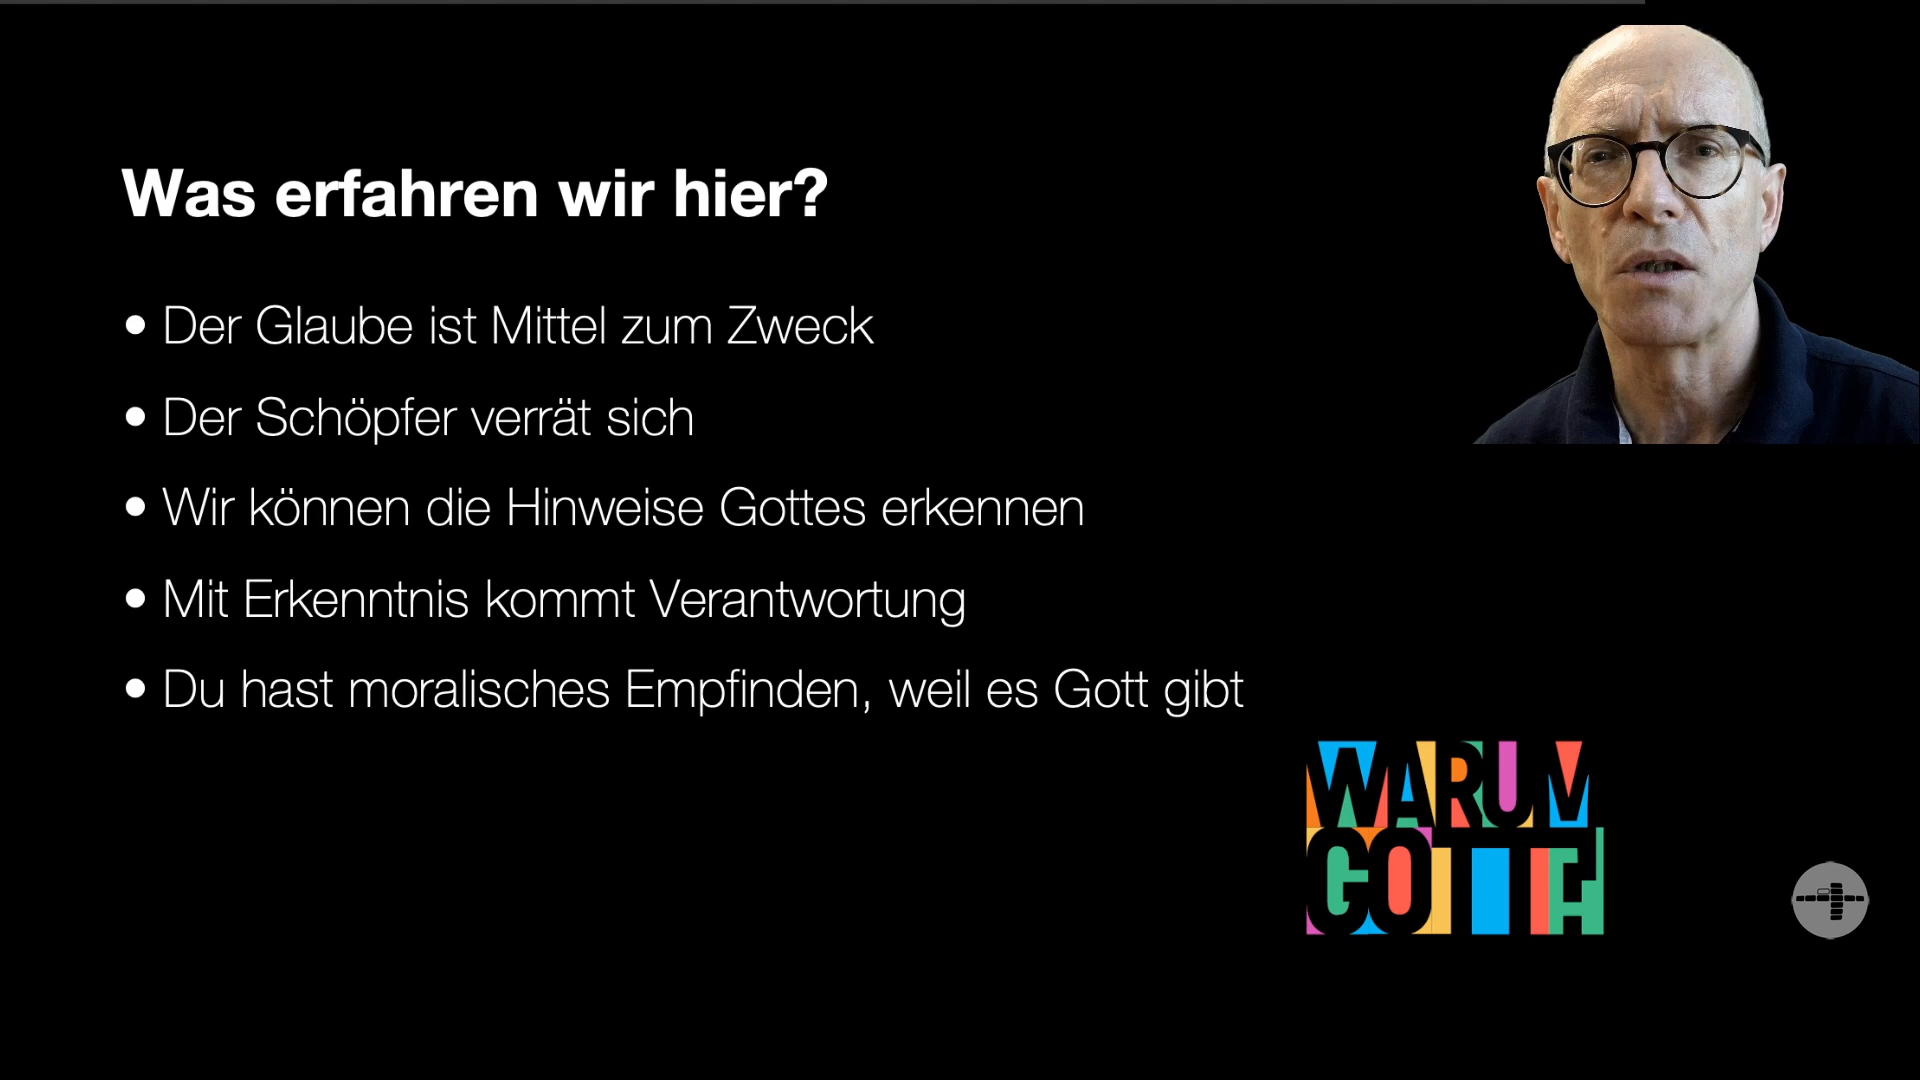 Was erfahren wir hier?
• Der Glaube ist Mittel zum Zweck
• Der Schöpfer verrät sich
• Wir können die Hinweise Gottes erkennen
• Mit Erkenntnis kommt Verantwortung
• Du hast moralisches Empfinden, weil es Gott gibt
WARUM
GOTT?